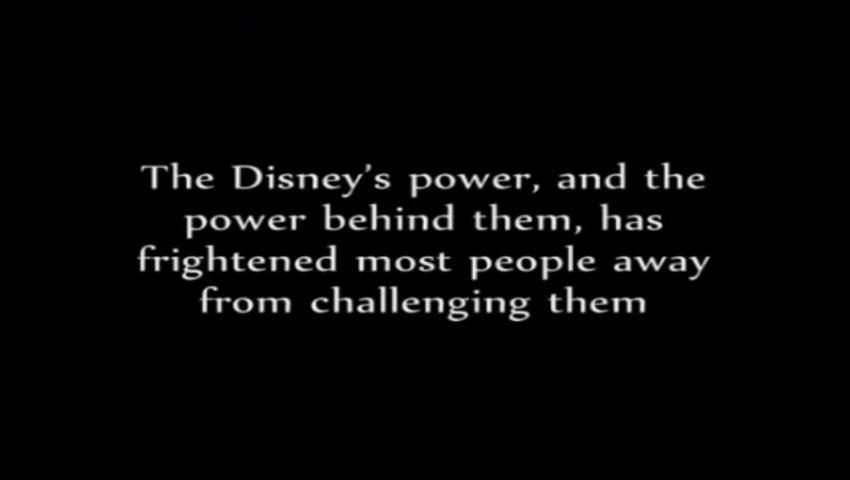 The Disney's power, and the
power behind them, has
frightened most people away
from challenging them